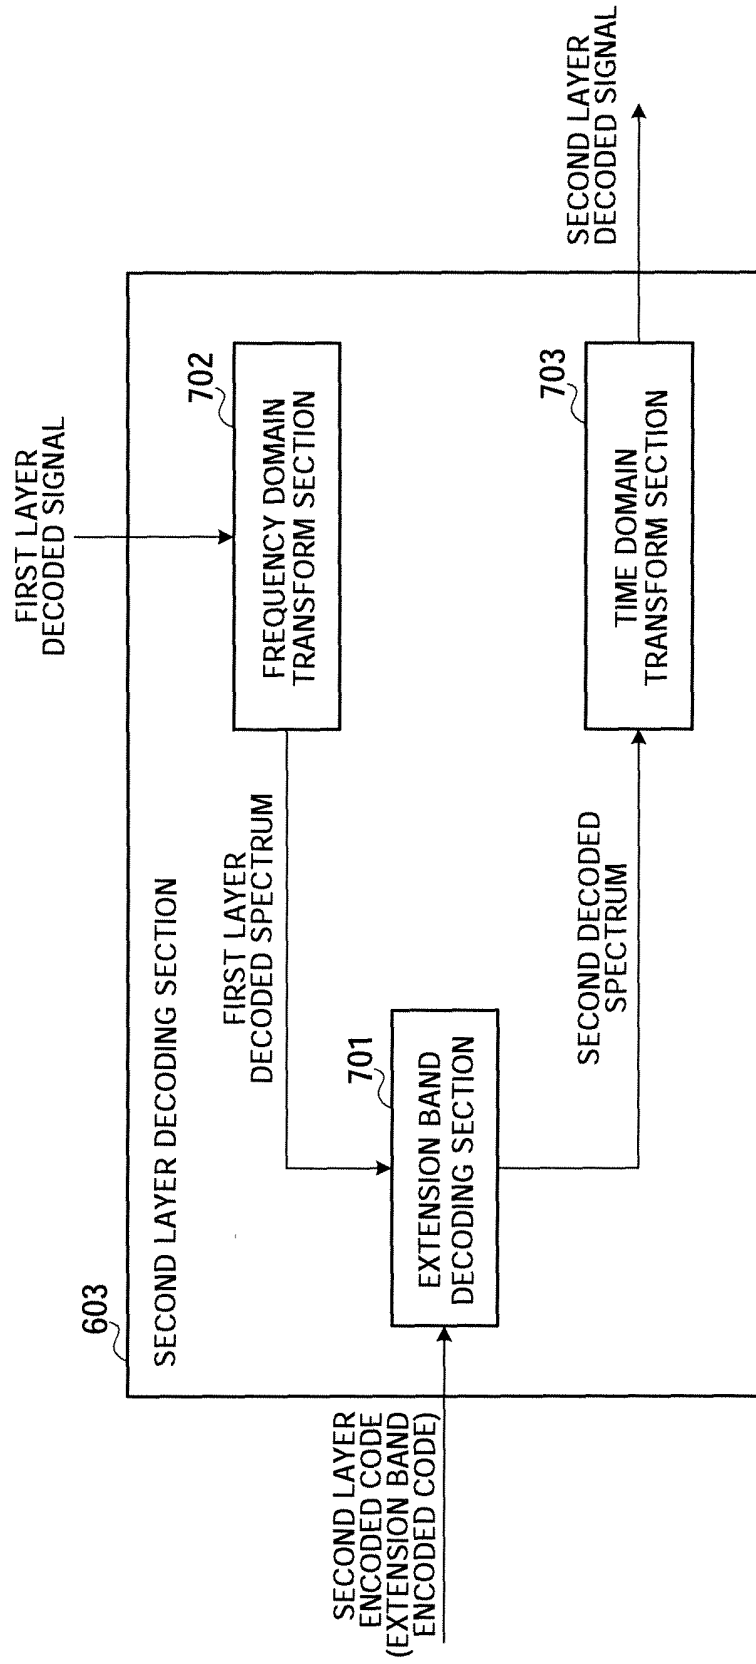 603
SECOND LAYER DECODING SECTION
FIRST LAYER
DECODED SIGNAL
702
FREQUENCY DOMAIN
TRANSFORM SECTION
FIRST LAYER
DECODED SPECTRUM
SECOND LAYER
ENCODED CODE
(EXTENSION BAND
ENCODED CODE)
701
EXTENSION BAND
DECODING SECTION
SECOND DECODED
SPECTRUM
703
TIME DOMAIN
TRANSFORM SECTION
SECOND LAYER
DECODED SIGNAL